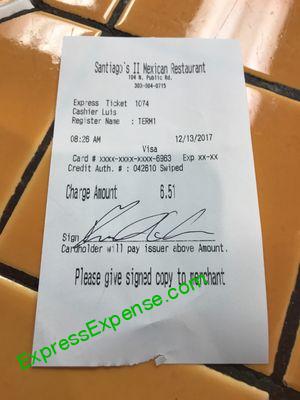 Santiago's II Mexican Restaurant
104 N. Public Rd.
303-604-0715
Express Ticket 1074
Cashier Luis
Register Name : TERM1
08:26 AM 12/13/2017
Visa
Card # xxxx-xxxx-xxxx-6963 Exp xx-xx
Credit Auth. # : 042610 Swiped
Charge Amount 6.51
Sign
Cardholder will pay issuer above Amount.
Please give signed copy to merchant
ExpressExpense.com